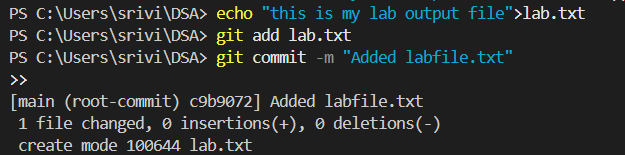 PS C:\Users\srivi\DSA> echo "this is my lab output file">lab.txt
PS C:\Users\srivi\DSA> git add lab.txt
PS C:\Users\srivi\DSA> git commit -m "Added labfile.txt"
>>
[main (root-commit) c9b9072] Added labfile.txt
 1 file changed, 0 insertions(+), 0 deletions(-)
 create mode 100644 lab.txt